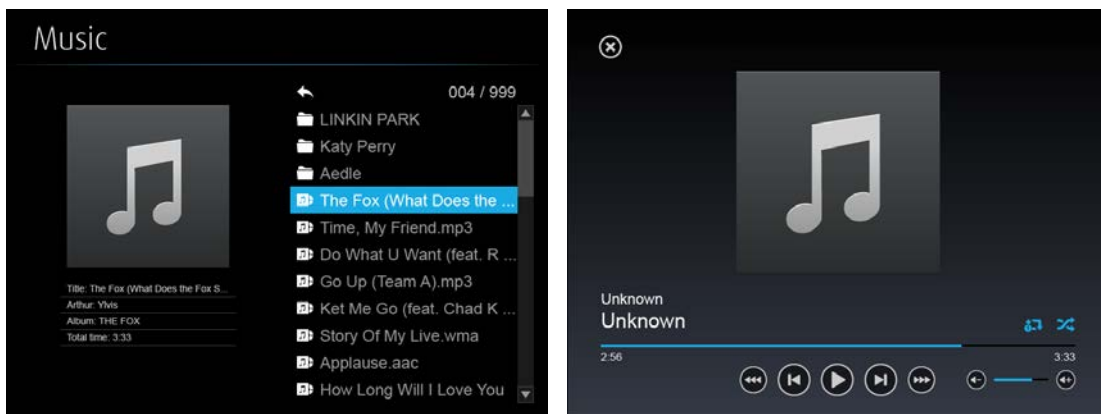 Music
004 / 999
LINKIN PARK
Katy Perry
Aedle
The Fox (What Does the ...
Time, My Friend.mp3
Do What U Want (feat. R ...
Go Up (Team A).mp3
Ket Me Go (feat. Chad K ...
Story Of My Live.wma
Applause.aac
How Long Will I Love You
Title: The Fox (What Does the Fox S...
Arthur: Ylvis
Album: THE FOX
Total time: 3:33
Unknown
Unknown
2:56
3:33